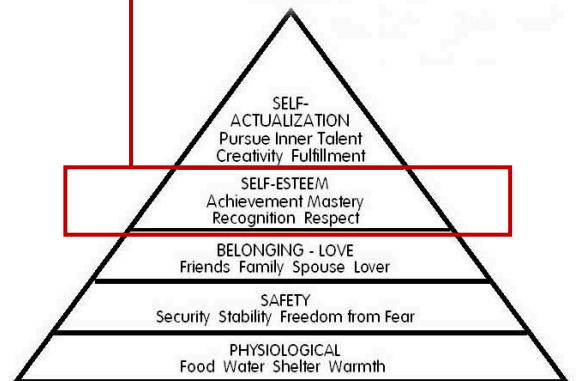 SELF-
ACTUALIZATION
Pursue Inner Talent
Creativity Fulfillment
SELF-ESTEEM
Achievement Mastery
Recognition Respect
BELONGING - LOVE
Friends Family Spouse Lover
SAFETY
Security Stability Freedom from Fear
PHYSIOLOGICAL
Food Water Shelter Warmth